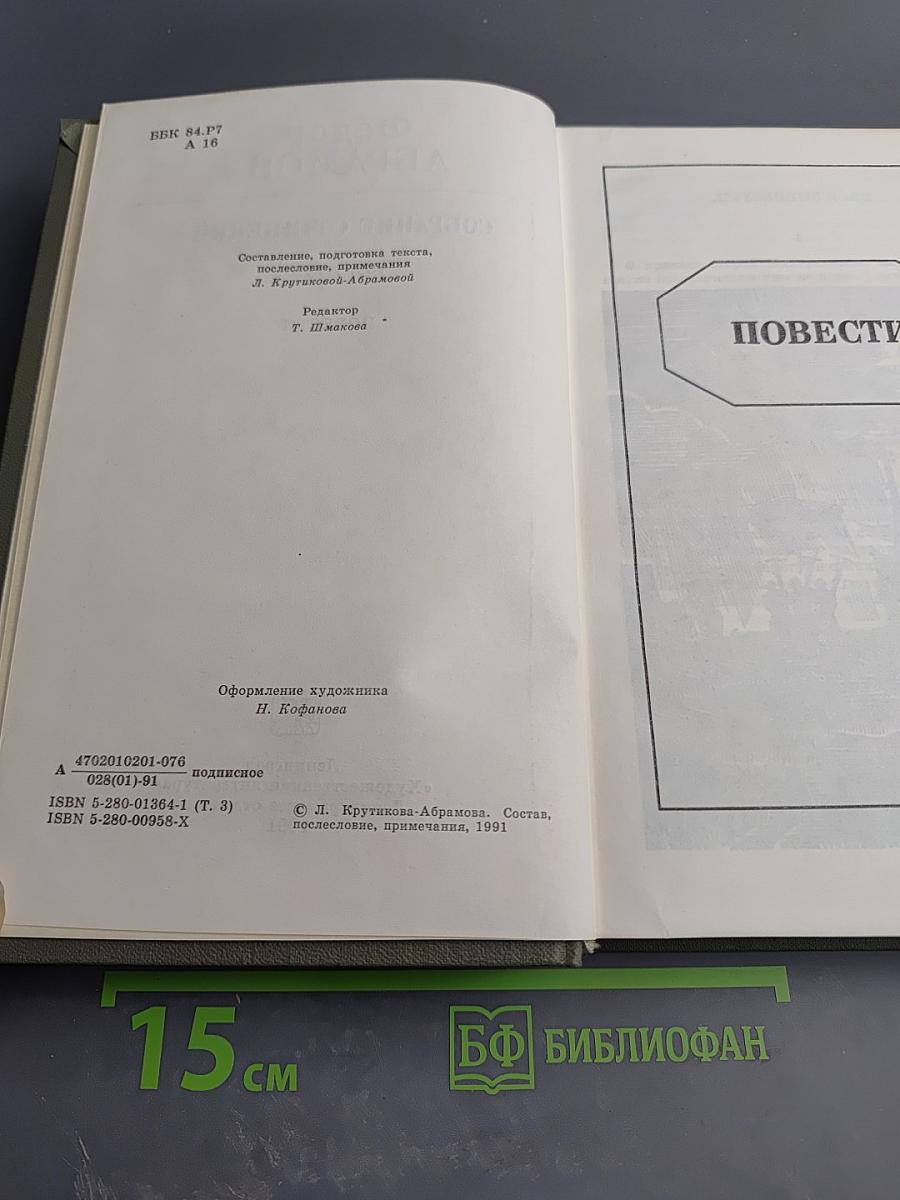 ББК 84.Р7
А 16
Составление, подготовка текста,
послесловие, примечания
Л. Крутиковой-Абрамовой
Редактор
Т. Шмакова
Оформление художника
Н. Кофанова
А 4702010201-076
028(01)-91 подписное
ISBN 5-280-01364-1 (Т. 3)
ISBN 5-280-00958-X
© Л. Крутикова-Абрамова. Состав,
послесловие, примечания, 1991
ПОВЕСТИ
15 см
БФ БИБЛИОФАН